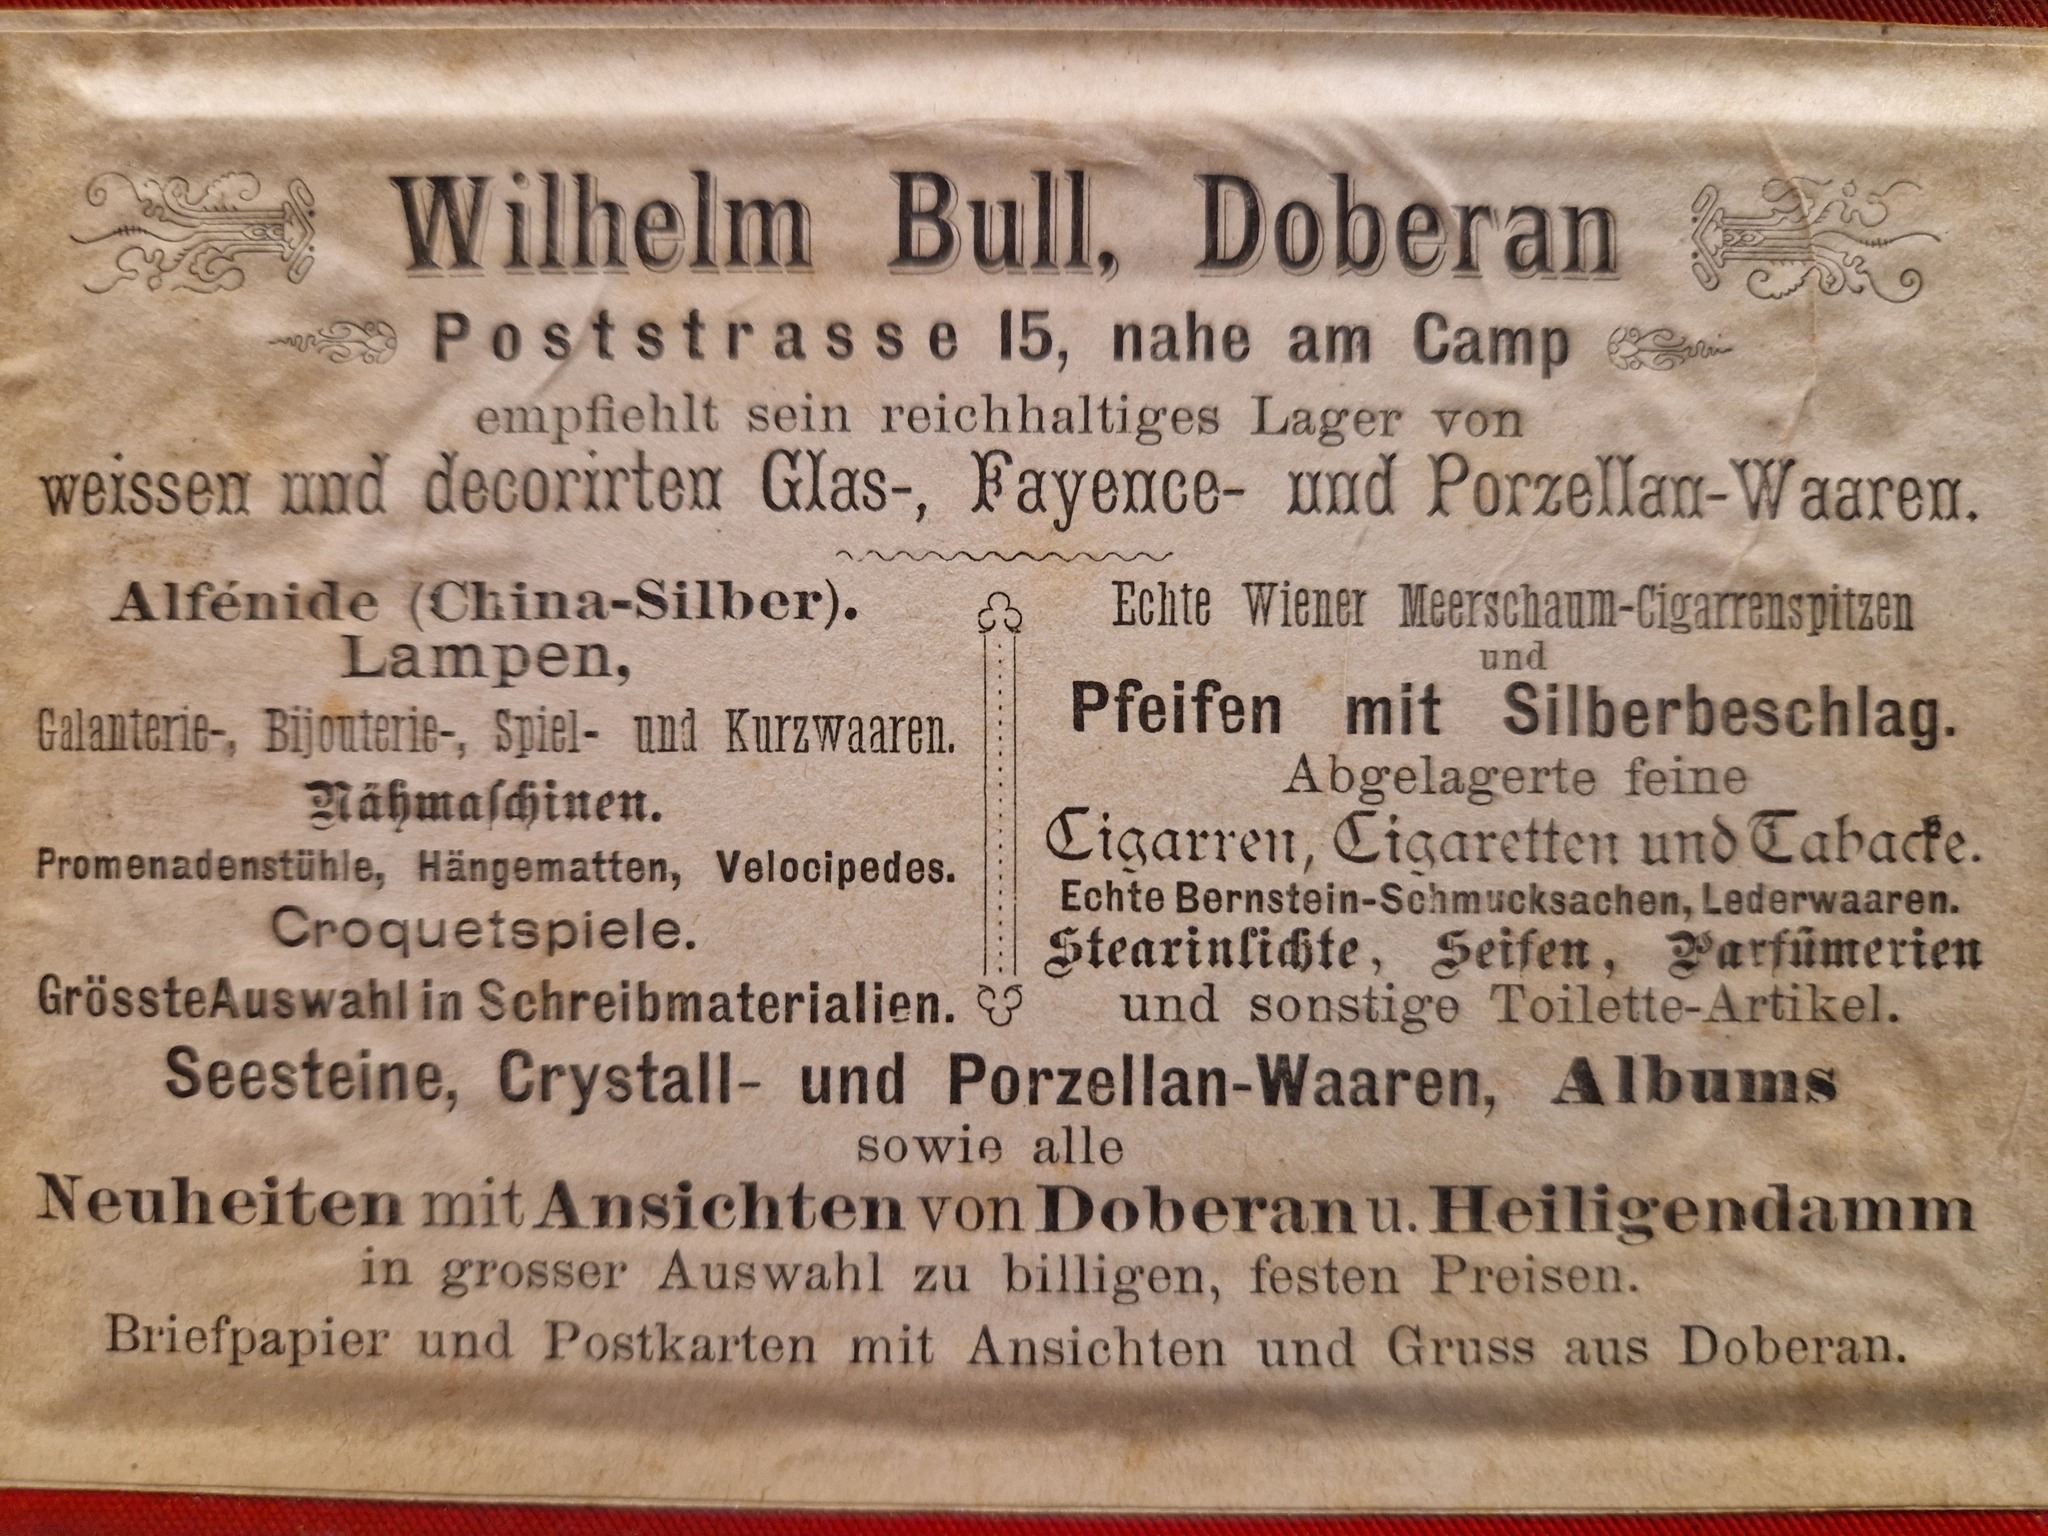 Wilhelm Bull, Doberan
Poststrasse 15, nahe am Camp
empfiehlt sein reichhaltiges Lager von
weissen und decorirten Glas-, Fayence- und Porzellan-Waaren.
Alfénide (China-Silber).
Lampen,
Galanterie-, Bijouterie-, Spiel- und Kurzwaaren.
Nähmaſchinen.
Promenadenstühle, Hängematten, Velocipedes.
Croquetspiele.
Grösste Auswahl in Schreibmaterialien.
Echte Wiener Meerschaum-Cigarrenspitzen
und
Pfeifen mit Silberbeschlag.
Abgelagerte feine
Cigarren, Cigaretten und Tabacke.
Echte Bernstein-Schmucksachen, Lederwaaren.
Stearinlichte, Seifen, Parfümerien
und sonstige Toilette-Artikel.
Seesteine, Crystall- und Porzellan-Waaren, Albums
sowie alle
Neuheiten mit Ansichten von Doberan u. Heiligendamm
in grosser Auswahl zu billigen, festen Preisen.
Briefpapier und Postkarten mit Ansichten und Gruss aus Doberan.